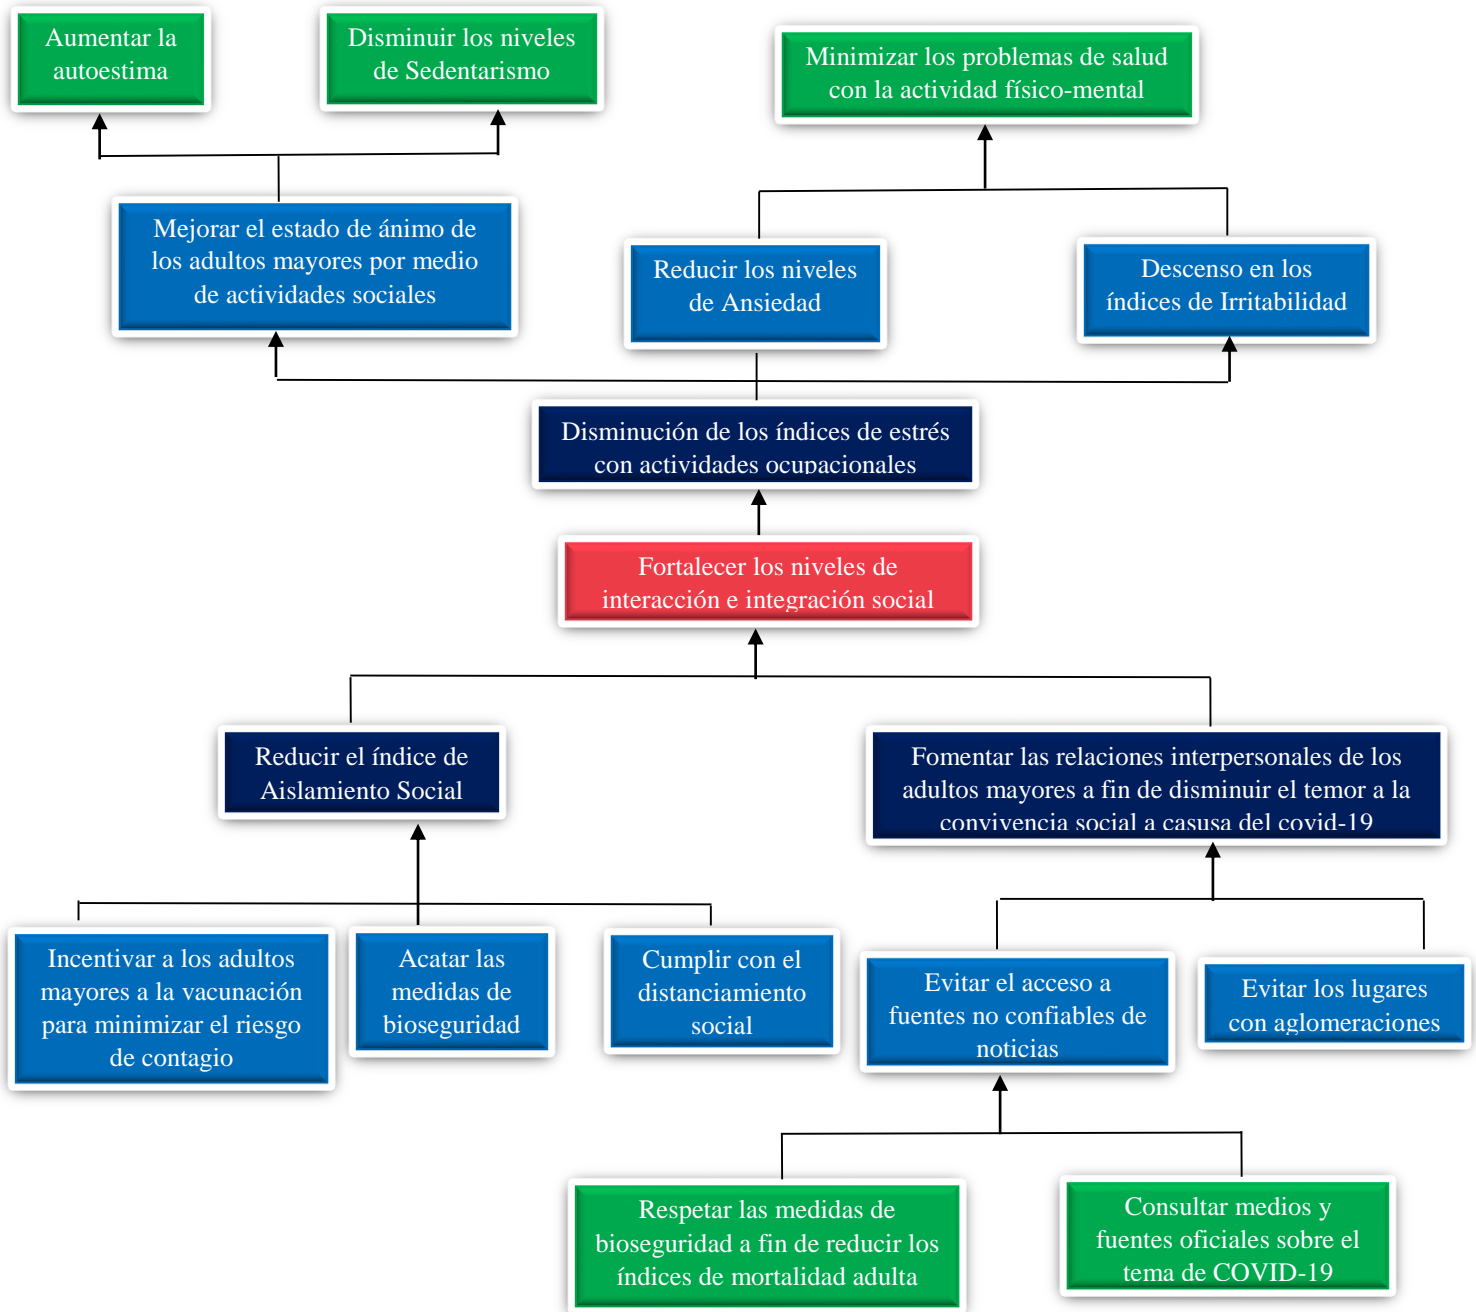 Aumentar la
autoestima
Disminuir los niveles
de Sedentarismo
Minimizar los problemas de salud
con la actividad físico-mental
Mejorar el estado de ánimo de
los adultos mayores por medio
de actividades sociales
Reducir los niveles
de Ansiedad
Descenso en los
índices de Irritabilidad
Disminución de los índices de estrés
con actividades ocupacionales
Fortalecer los niveles de
interacción e integración social
Reducir el índice de
Aislamiento Social
Fomentar las relaciones interpersonales de los
adultos mayores a fin de disminuir el temor a la
convivencia social a casusa del covid-19
Incentivar a los adultos
mayores a la vacunación
para minimizar el riesgo
de contagio
Acatar las
medidas de
bioseguridad
Cumplir con el
distanciamiento
social
Evitar el acceso a
fuentes no confiables de
noticias
Evitar los lugares
con aglomeraciones
Respetar las medidas de
bioseguridad a fin de reducir los
índices de mortalidad adulta
Consultar medios y
fuentes oficiales sobre el
tema de COVID-19